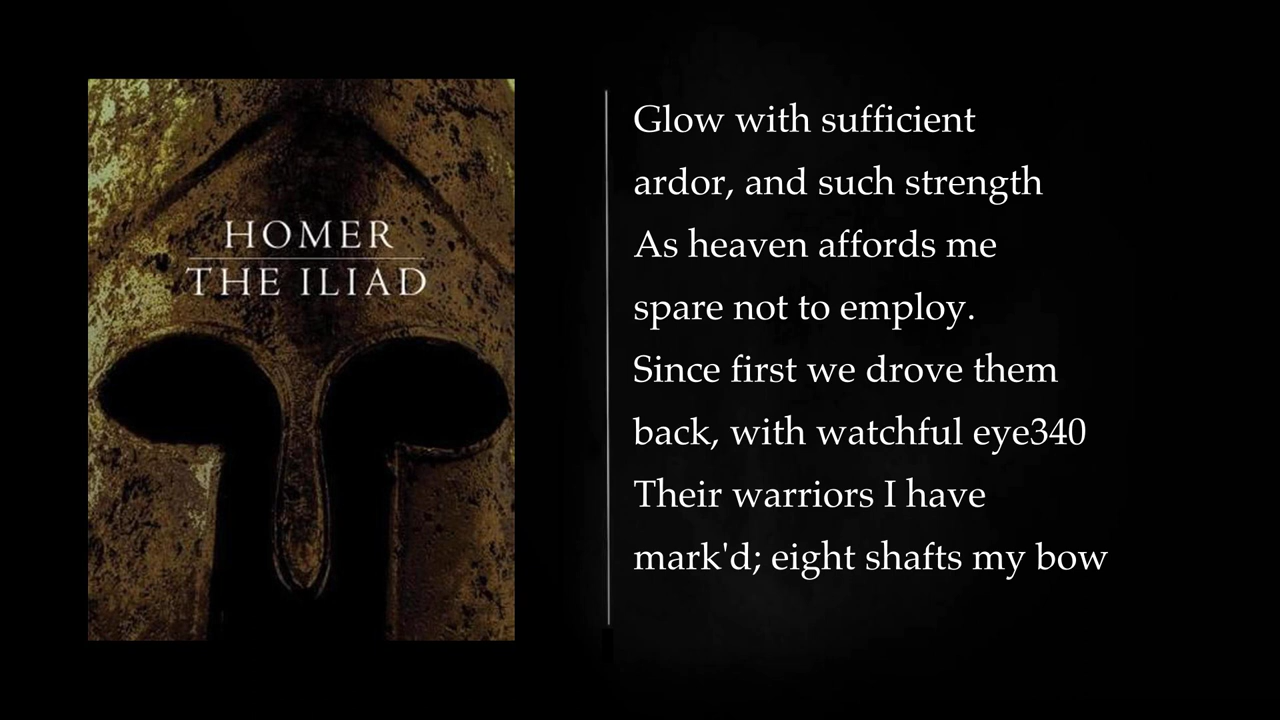 HOMER
THE ILIAD
Glow with sufficient
ardor, and such strength
As heaven affords me
spare not to employ.
Since first we drove them
back, with watchful eye340
Their warriors I have
mark'd; eight shafts my bow